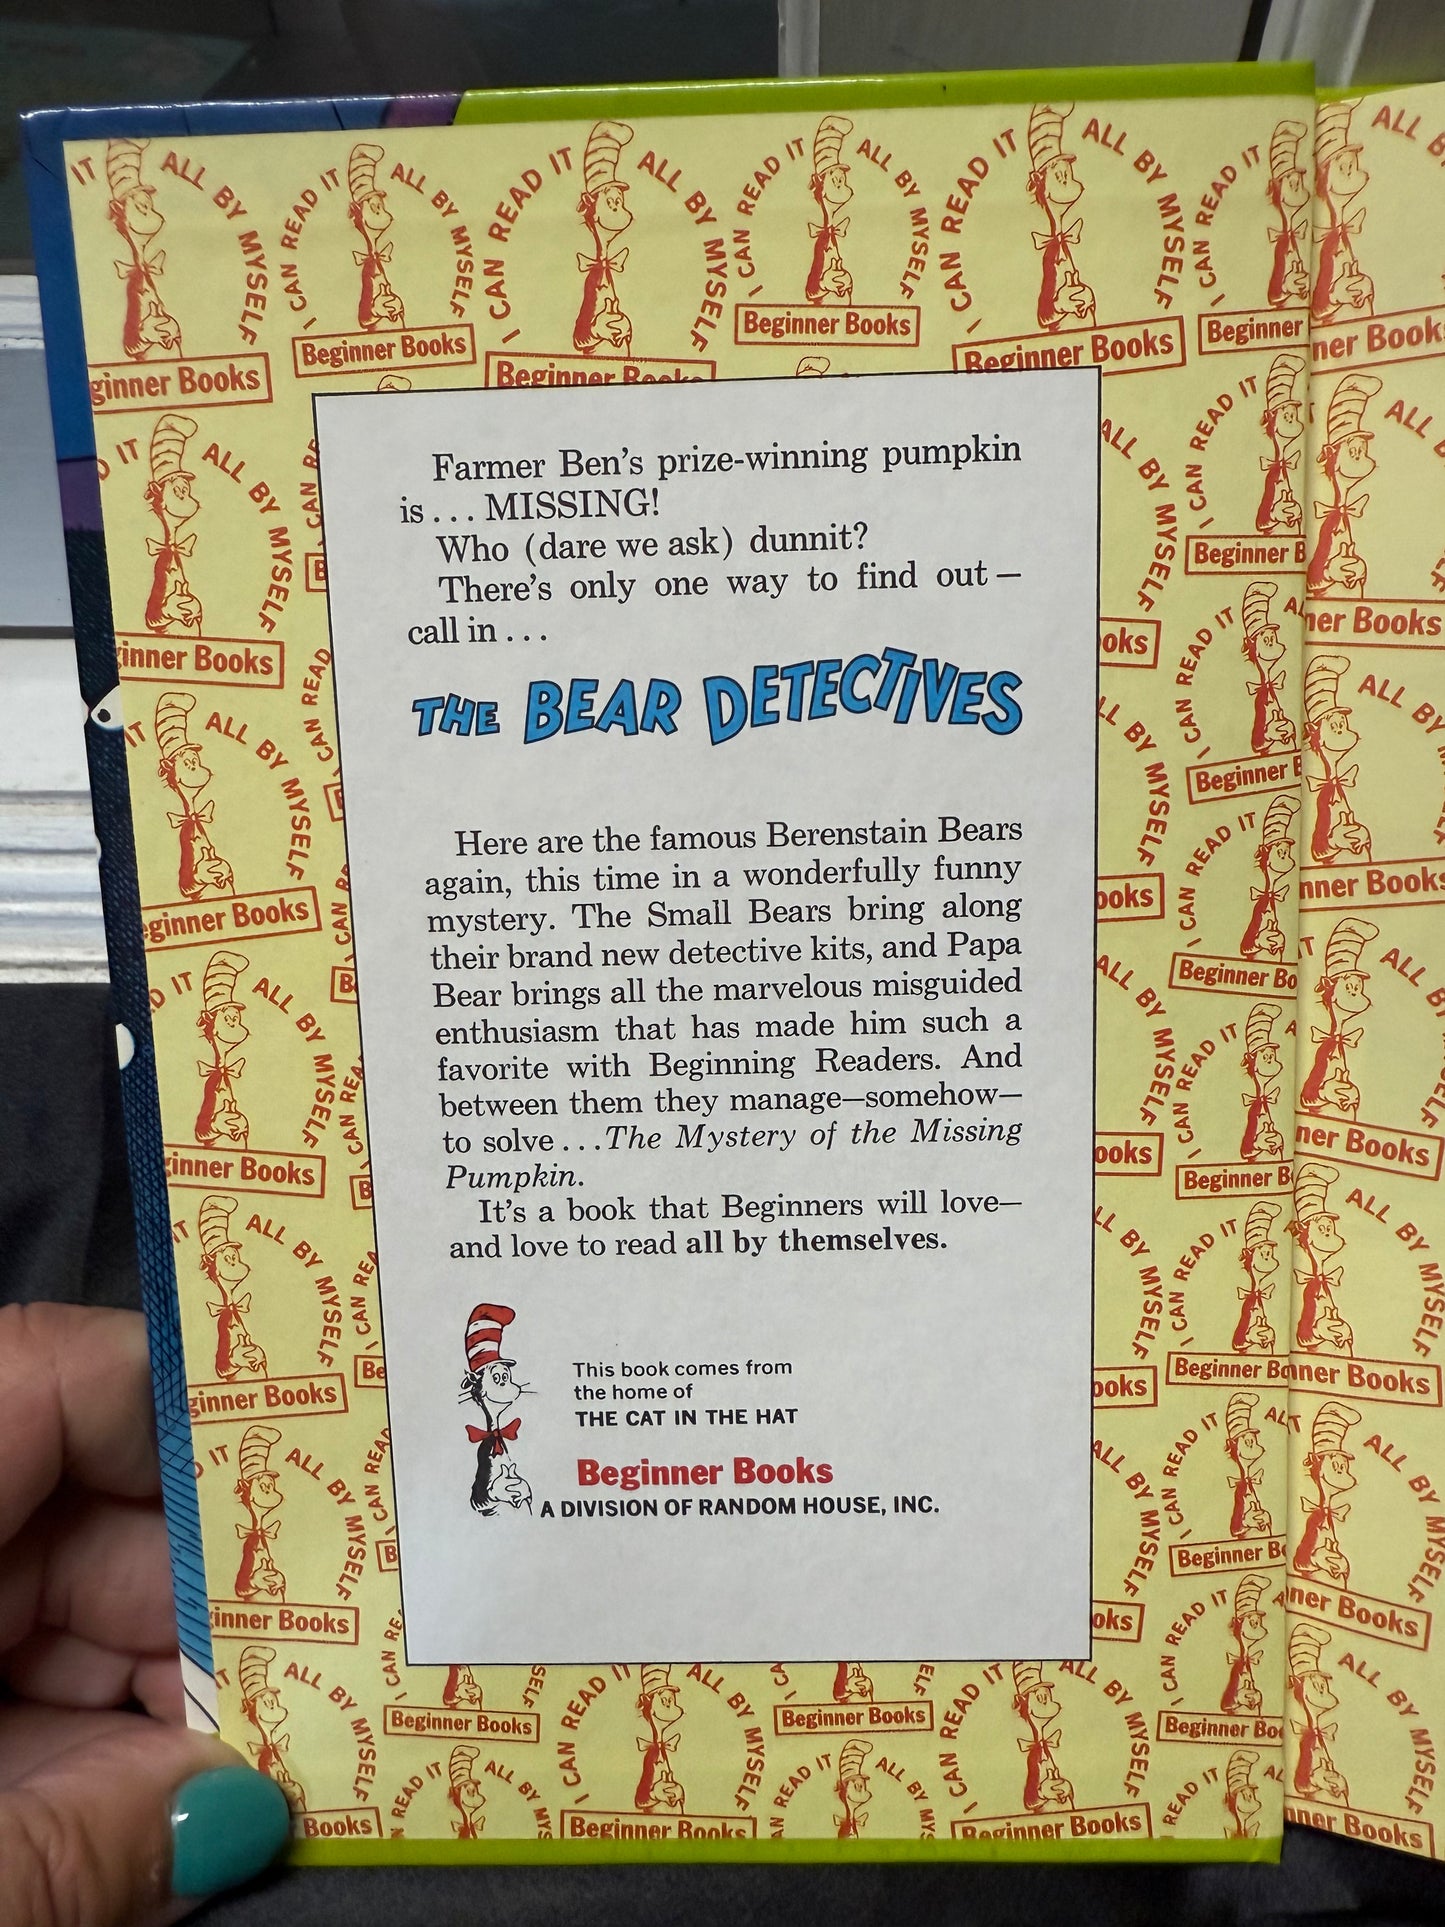 Farmer Ben's prize-winning pumpkin
is . . . MISSING!
Who (dare we ask) dunnit?
There's only one way to find out —
call in . . .
THE BEAR DETECTIVES
Here are the famous Berenstain Bears
again, this time in a wonderfully funny
mystery. The Small Bears bring along
their brand new detective kits, and Papa
Bear brings all the marvelous misguided
enthusiasm that has made him such a
favorite with Beginning Readers. And
between them they manage—somehow—
to solve . . . The Mystery of the Missing
Pumpkin.
It's a book that Beginners will love—
and love to read all by themselves.
This book comes from
the home of
THE CAT IN THE HAT
Beginner Books
A DIVISION OF RANDOM HOUSE, INC.
I CAN READ IT ALL BY MYSELF
Beginner Books